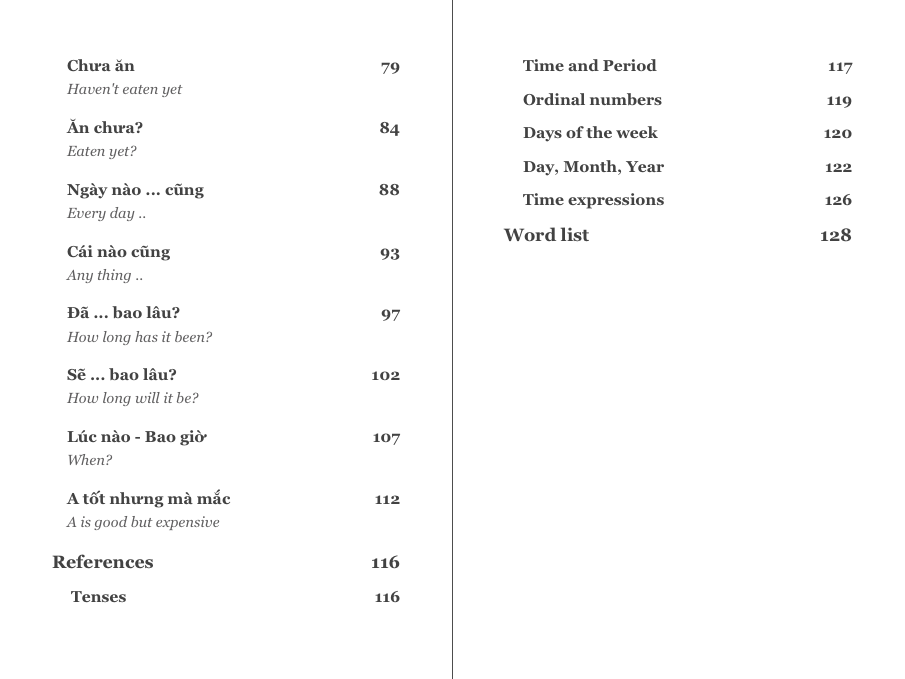 Chưa ăn 79
Haven't eaten yet
Ăn chưa? 84
Eaten yet?
Ngày nào ... cũng 88
Every day ..
Cái nào cũng 93
Any thing ..
Đã ... bao lâu? 97
How long has it been?
Sẽ ... bao lâu? 102
How long will it be?
Lúc nào - Bao giờ 107
When?
A tốt nhưng mà mắc 112
A is good but expensive
References 116
Tenses 116
Time and Period 117
Ordinal numbers 119
Days of the week 120
Day, Month, Year 122
Time expressions 126
Word list 128